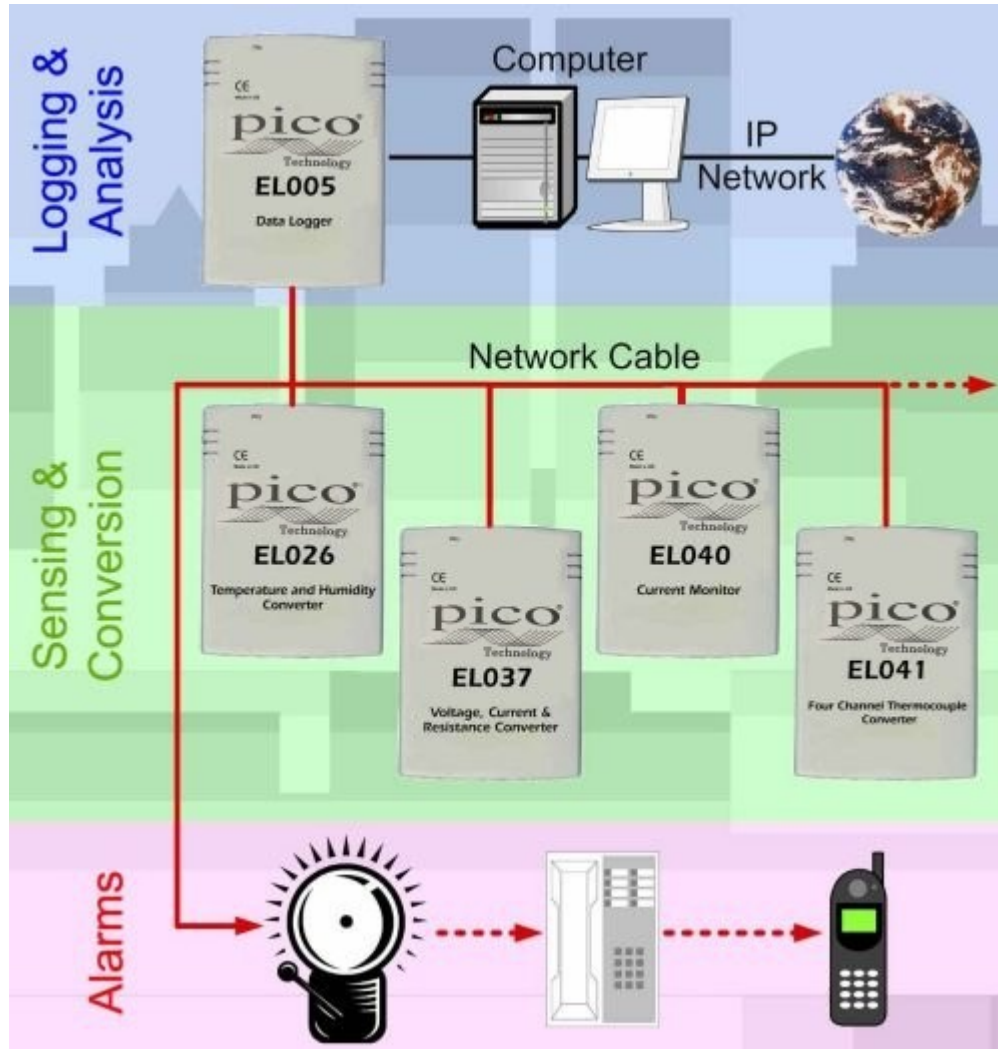 Logging &
Analysis
CE
pico
Technology
EL005
Data Logger
Computer
IP
Network
Network Cable
Sensing &
Conversion
CE
pico
Technology
EL026
Temperature and Humidity
Converter
CE
pico
Technology
EL037
Voltage, Current &
Resistance Converter
CE
pico
Technology
EL040
Current Monitor
CE
pico
Technology
EL041
Four Channel Thermocouple
Converter
Alarms